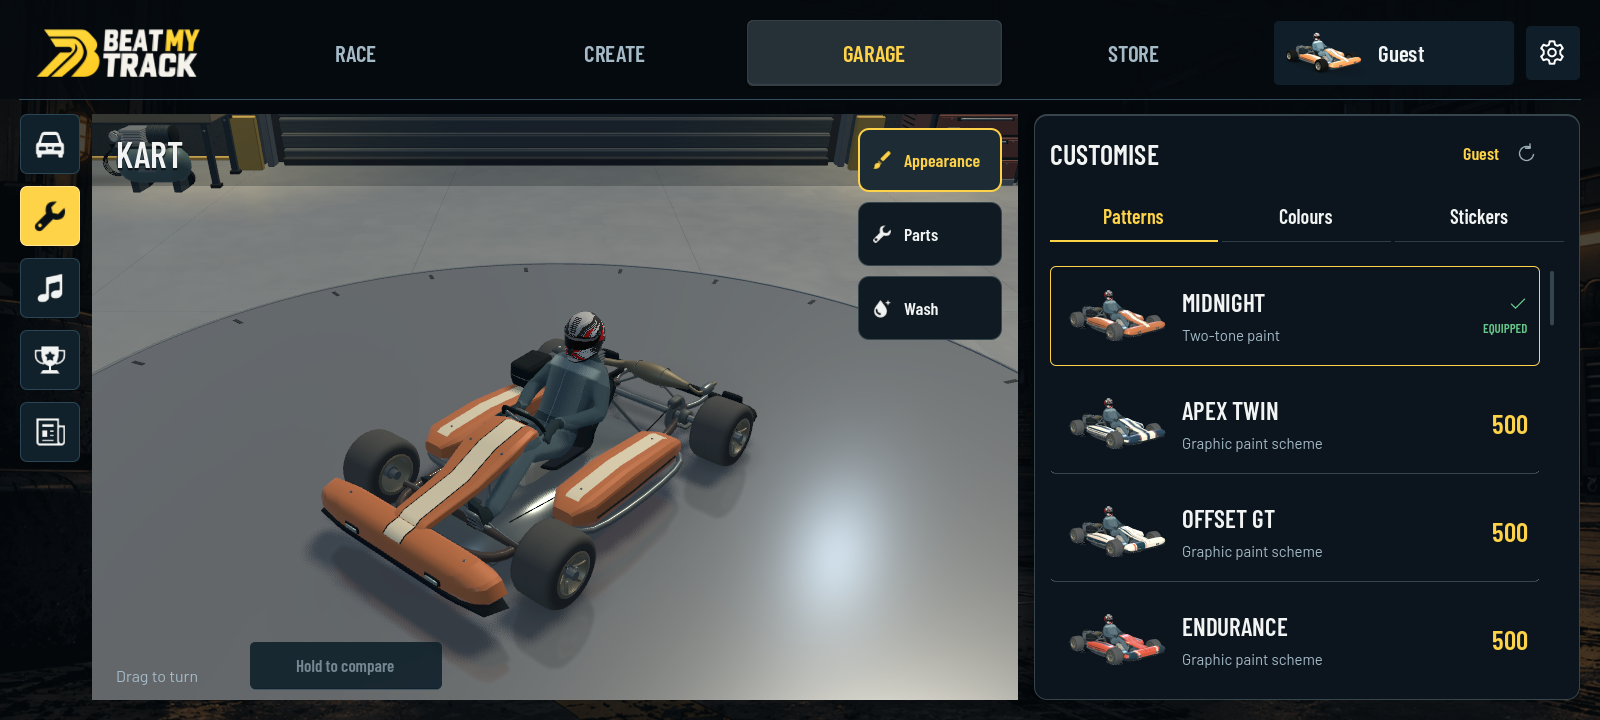 BEATMY
TRACK
RACE
CREATE
GARAGE
STORE
Guest
KART
Appearance
Parts
Wash
Drag to turn
Hold to compare
CUSTOMISE
Guest
Patterns
Colours
Stickers
MIDNIGHT
Two-tone paint
EQUIPPED
APEX TWIN
Graphic paint scheme
500
OFFSET GT
Graphic paint scheme
500
ENDURANCE
Graphic paint scheme
500